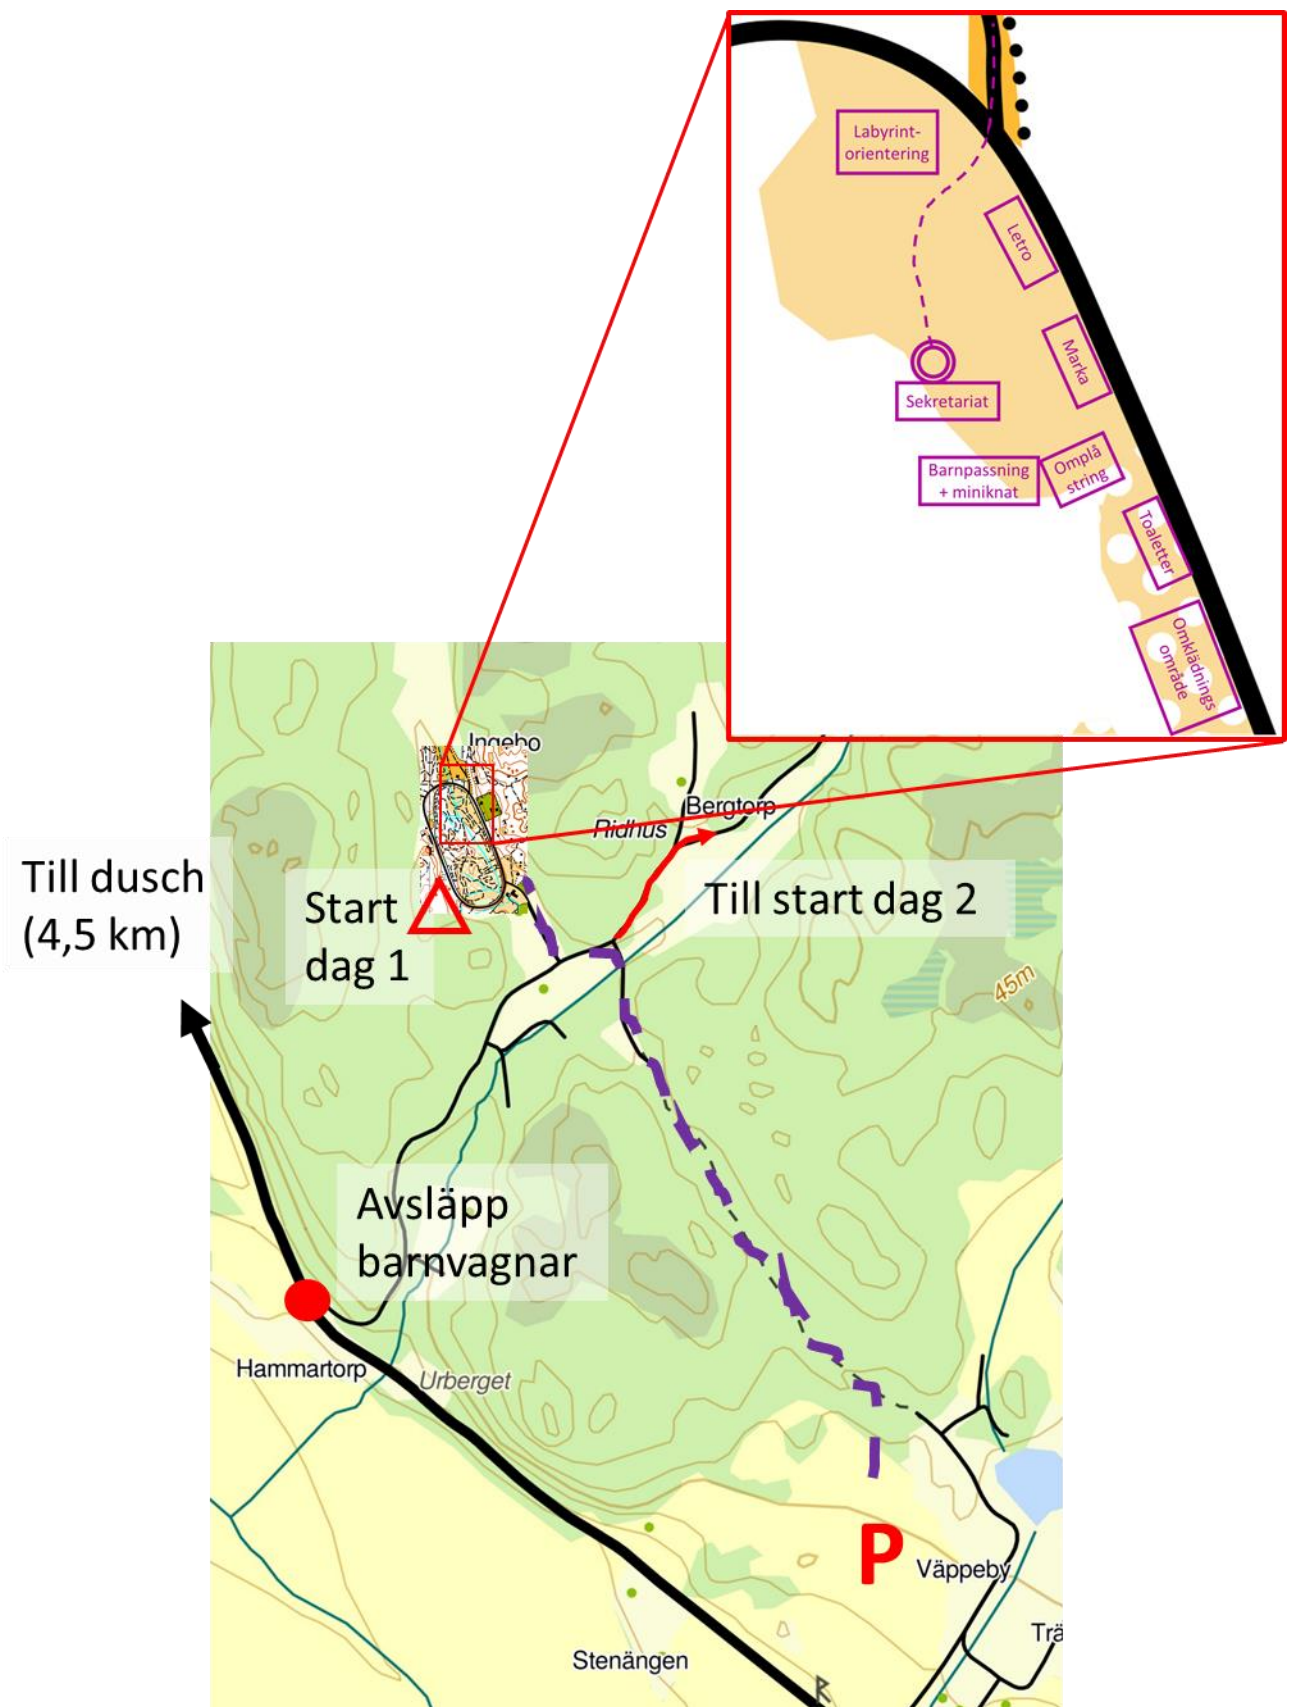 Labyrint-
orientering
Letro
Marka
Sekretariat
Barnpassning
+ miniknat
Omplå
string
Toaletter
Omklädnings
område
Ingebo
Bergtorp
Ridhus
Till dusch
(4,5 km)
Start
dag 1
Till start dag 2
45m
Avsläpp
barnvagnar
Hammartorp
Urberget
P
Väppeby
Trä
Stenängen
R